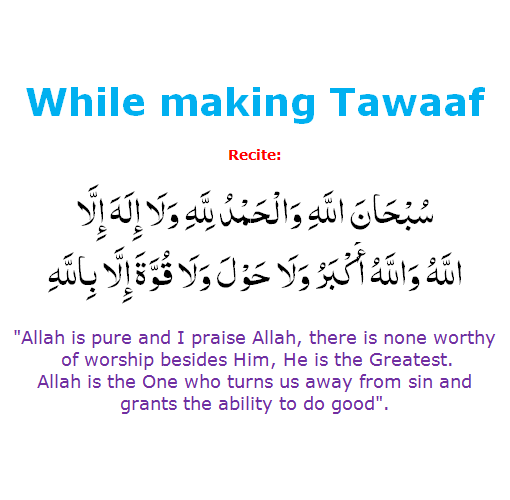 While making Tawaaf
Recite:
سُبْحَانَ اللَّهِ وَالْحَمْدُ لِلَّهِ وَلَا إِلَهَ إِلَّا
اللَّهُ وَاللَّهُ أَكْبَرُ وَلَا حَوْلَ وَلَا قُوَّةَ إِلَّا بِاللَّهِ
"Allah is pure and I praise Allah, there is none worthy
of worship besides Him, He is the Greatest.
Allah is the One who turns us away from sin and
grants the ability to do good".